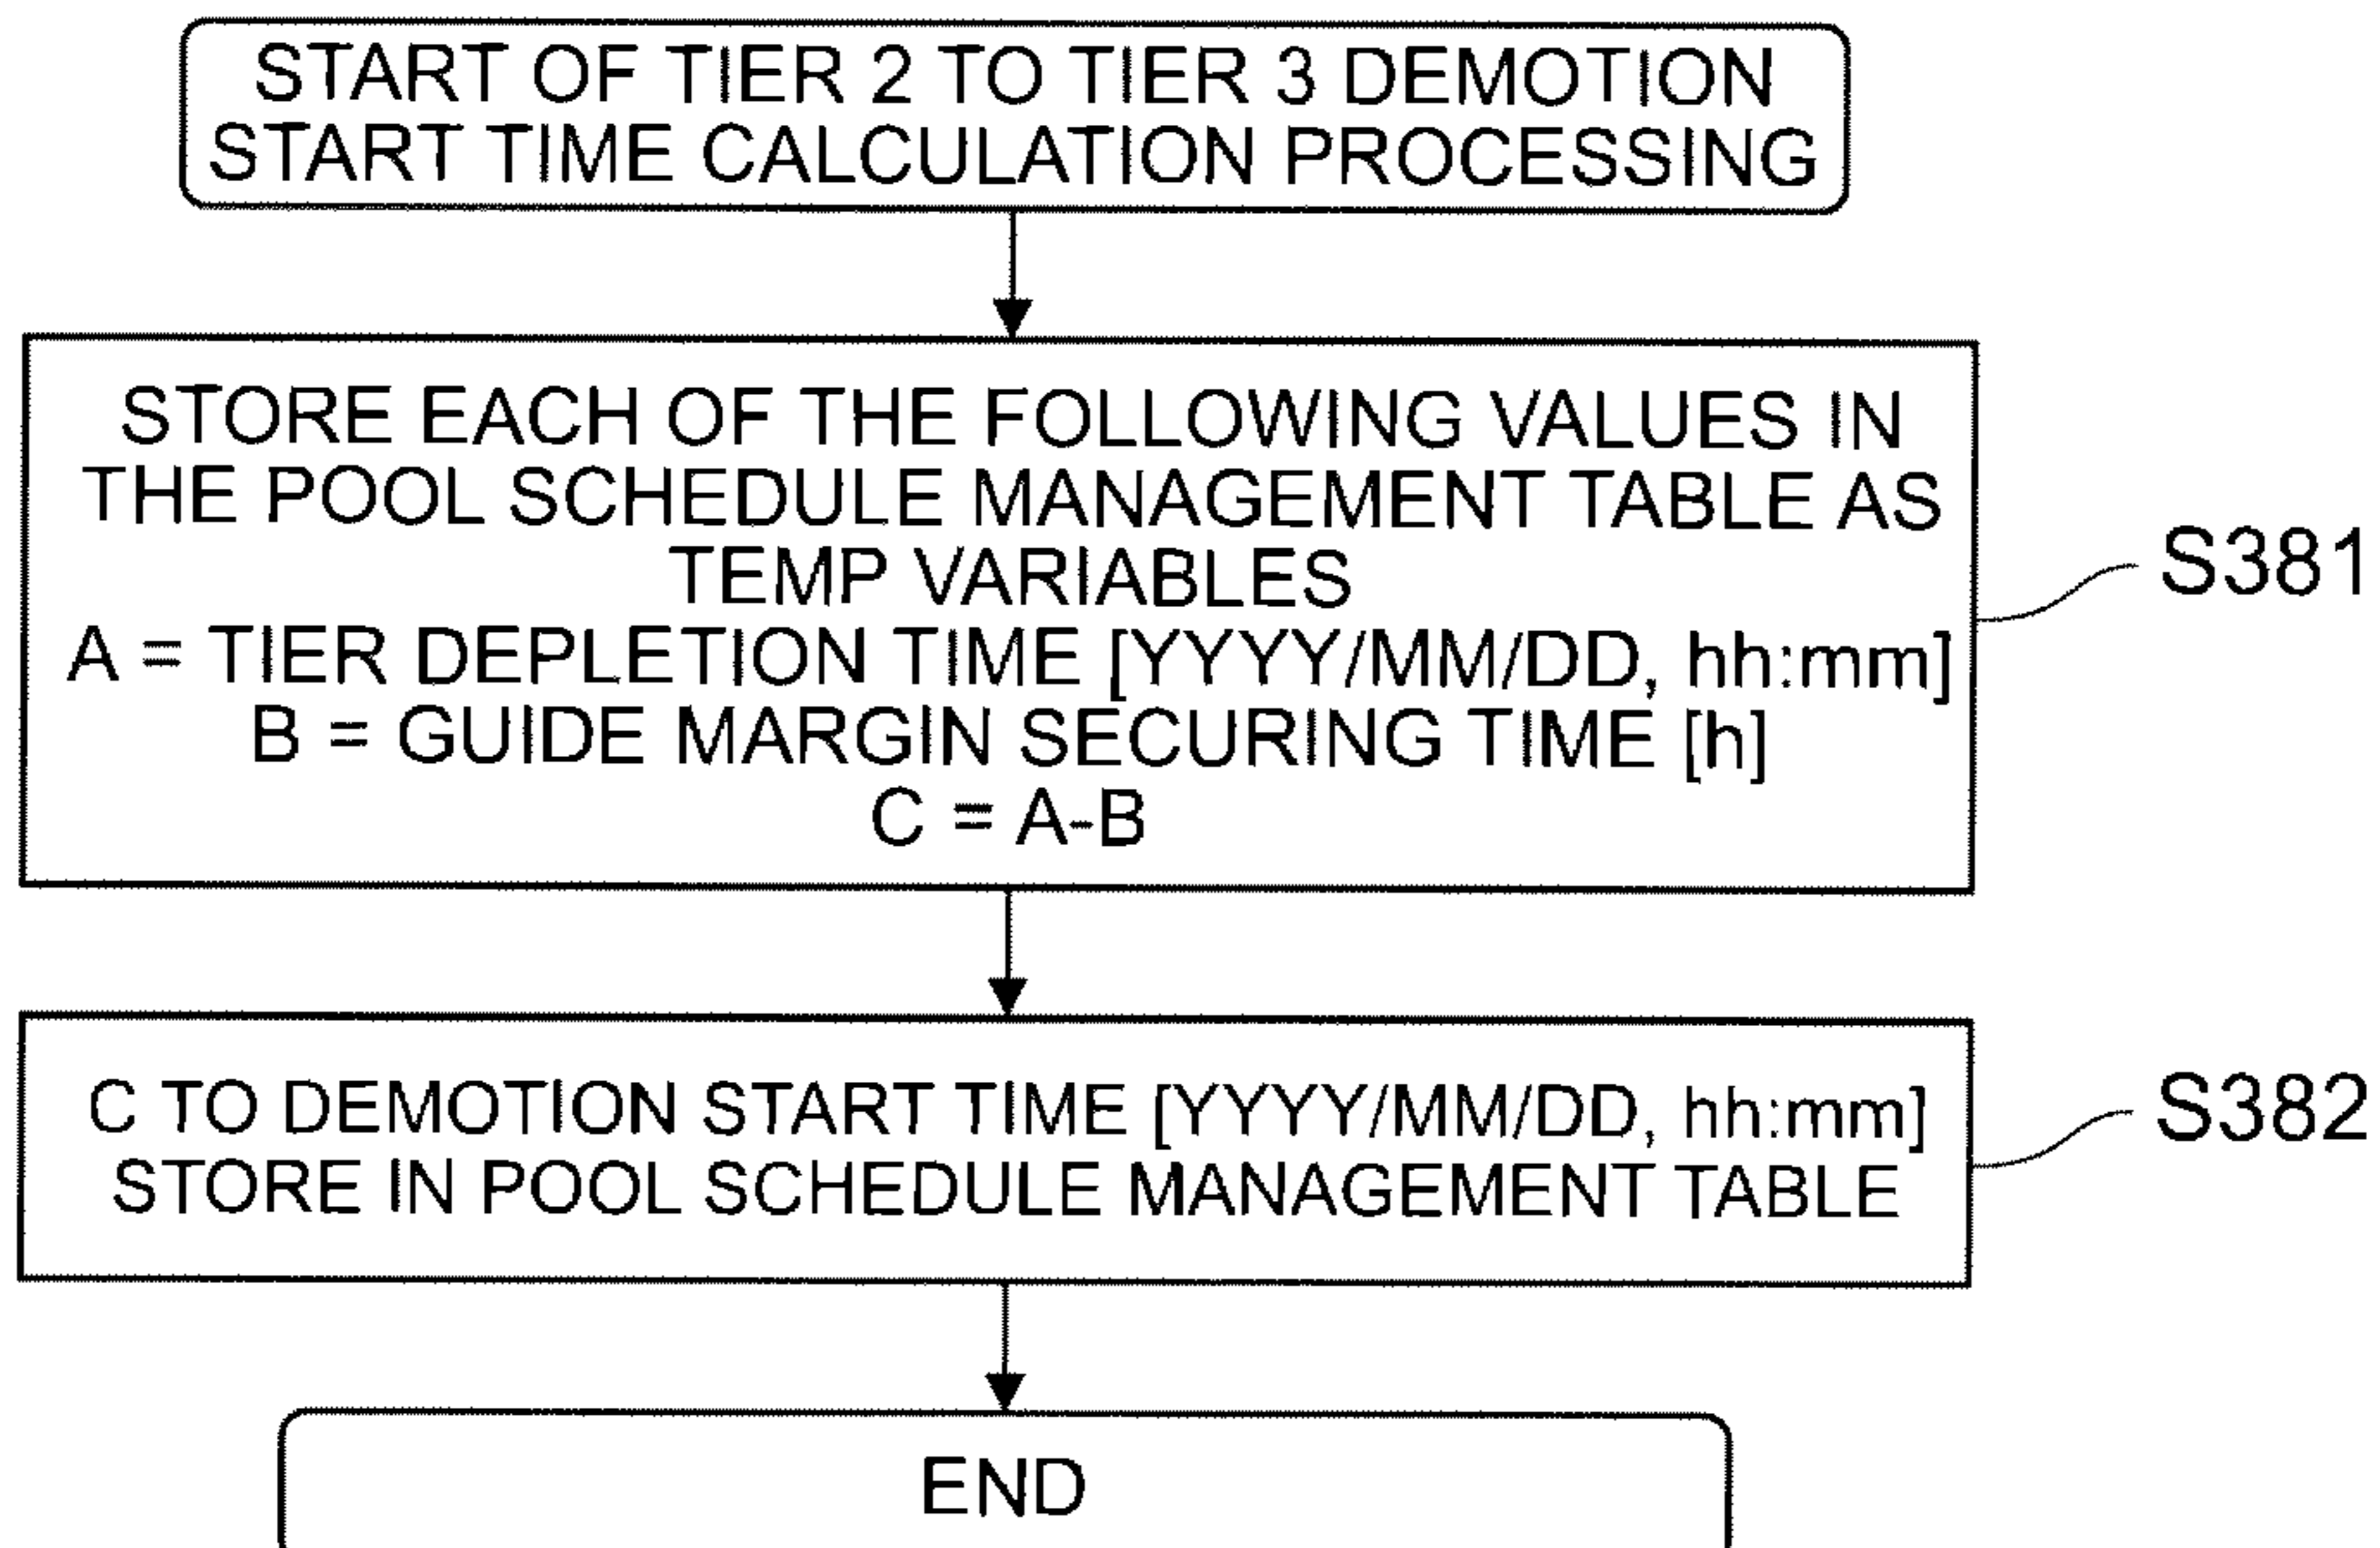 START OF TIER 2 TO TIER 3 DEMOTION
START TIME CALCULATION PROCESSING
STORE EACH OF THE FOLLOWING VALUES IN
THE POOL SCHEDULE MANAGEMENT TABLE AS
TEMP VARIABLES
A = TIER DEPLETION TIME [YYYY/MM/DD, hh:mm]
B = GUIDE MARGIN SECURING TIME [h]
C = A-B
S381
C TO DEMOTION START TIME [YYYY/MM/DD, hh:mm]
STORE IN POOL SCHEDULE MANAGEMENT TABLE
S382
END